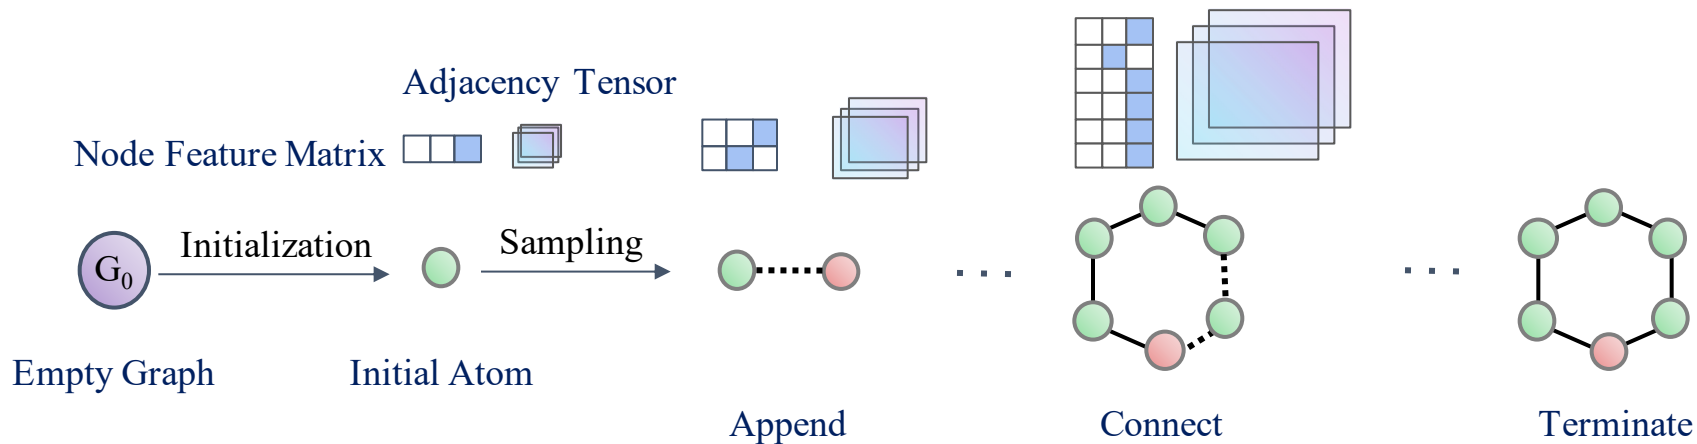 Adjacency Tensor
Node Feature Matrix
G0
Initialization
Sampling
Empty Graph
Initial Atom
Append
Connect
Terminate